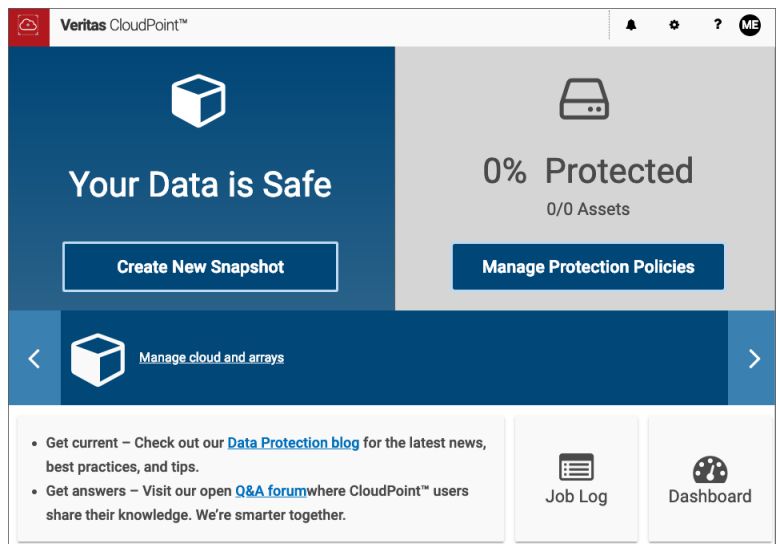 Veritas CloudPoint™
?
ME
Your Data is Safe
Create New Snapshot
0% Protected
0/0 Assets
Manage Protection Policies
Manage cloud and arrays
• Get current – Check out our Data Protection blog for the latest news,
best practices, and tips.
• Get answers – Visit our open Q&A forumwhere CloudPoint™ users
share their knowledge. We’re smarter together.
Job Log
Dashboard